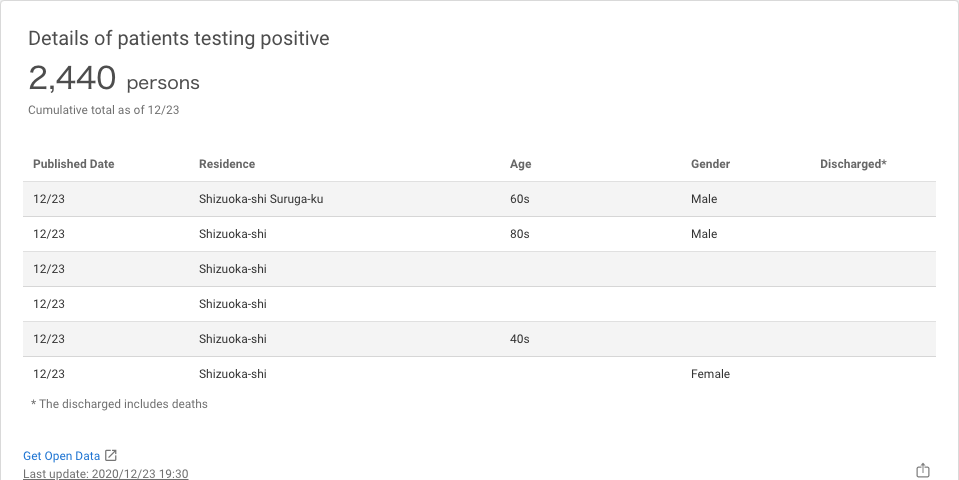 Details of patients testing positive
2,440 persons
Cumulative total as of 12/23
Published Date Residence Age Gender Discharged*
12/23 Shizuoka-shi Suruga-ku 60s Male
12/23 Shizuoka-shi 80s Male
12/23 Shizuoka-shi
12/23 Shizuoka-shi
12/23 Shizuoka-shi 40s
12/23 Shizuoka-shi Female
* The discharged includes deaths
Get Open Data
Last update: 2020/12/23 19:30